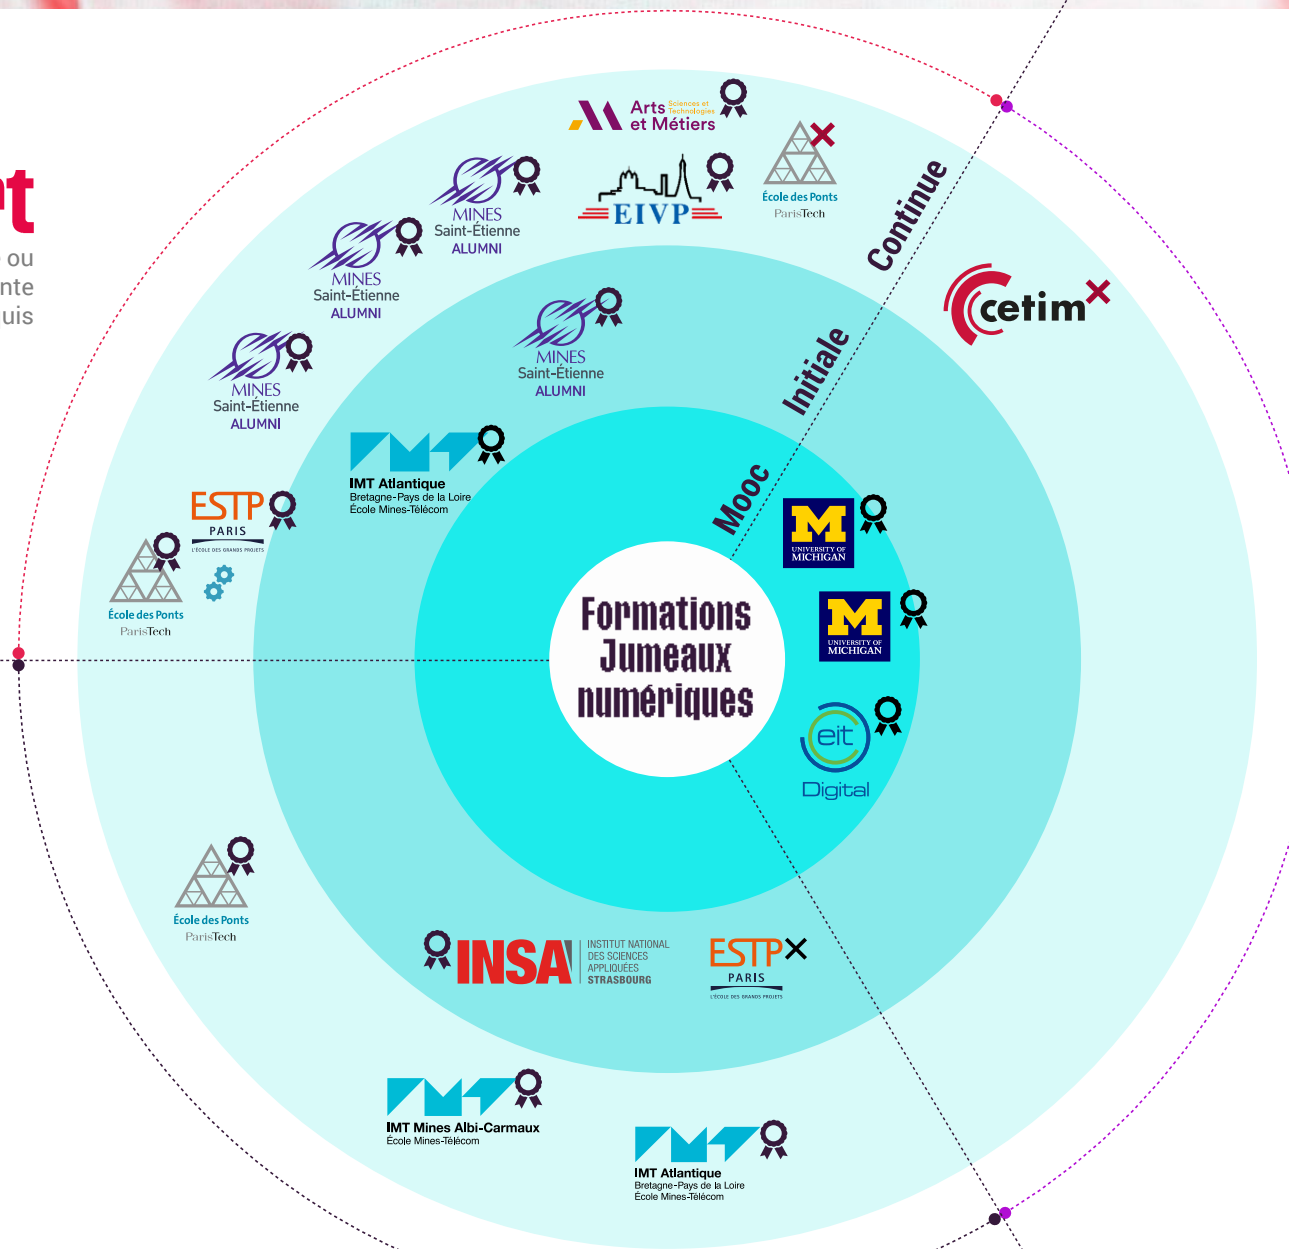 rt
ou
nte
uis
Arts
et Métiers
Sciences et
Technologies
EIVP
École des Ponts
ParisTech
MINES
Saint-Étienne
ALUMNI
MINES
Saint-Étienne
ALUMNI
MINES
Saint-Étienne
ALUMNI
MINES
Saint-Étienne
ALUMNI
Continue
Initiale
Mooc
cetim
IMT Atlantique
Bretagne-Pays de la Loire
École Mines-Télécom
ESTP
PARIS
L'ÉCOLE DES GRANDS PROJETS
École des Ponts
ParisTech
M
UNIVERSITY OF
MICHIGAN
M
UNIVERSITY OF
MICHIGAN
eit
Digital
Formations
Jumeaux
numériques
École des Ponts
ParisTech
INSA
INSTITUT NATIONAL
DES SCIENCES
APPLIQUÉES
STRASBOURG
ESTP
PARIS
L'ÉCOLE DES GRANDS PROJETS
IMT Mines Albi-Carmaux
École Mines-Télécom
IMT Atlantique
Bretagne-Pays de la Loire
École Mines-Télécom